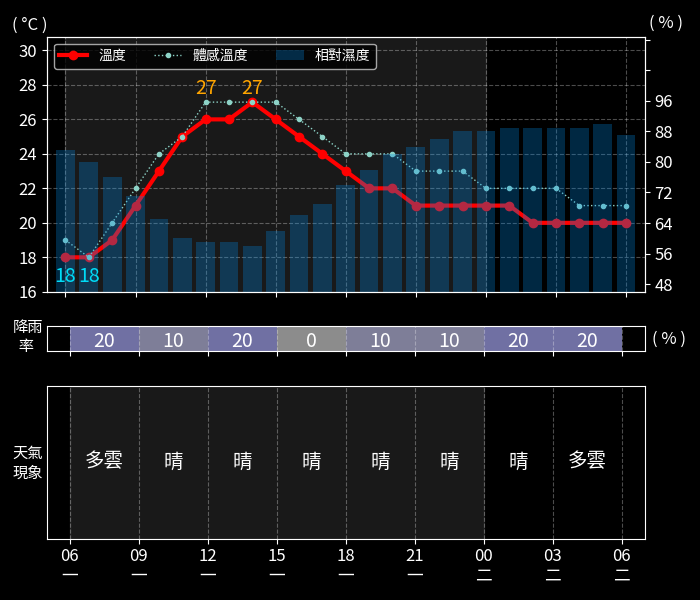 ( °C )
( % )
溫度 體感溫度 相對濕度
30
28
26
24
22
20
18
16
27 27
18 18
96
88
80
72
64
56
48
降雨率
20 10 20 0 10 10 20 20
( % )
天氣現象
多雲 晴 晴 晴 晴 晴 晴 多雲
06 09 12 15 18 21 00 03 06
一 一 一 一 一 一 二 二 二